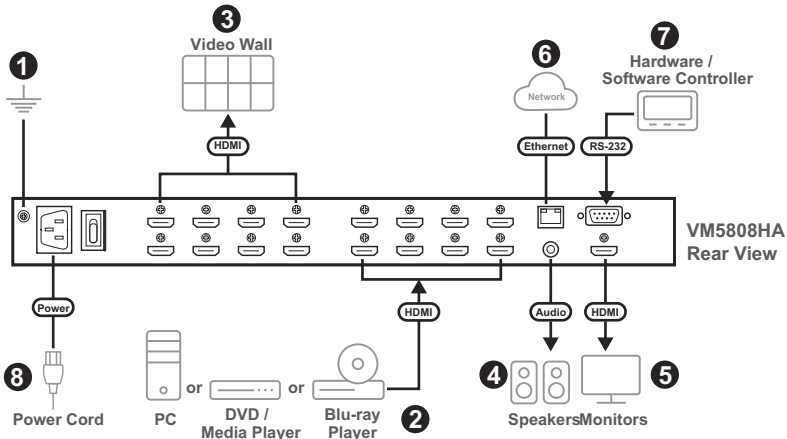 3
Video Wall
1
6
7
Hardware /
Software Controller
Network
HDMI
Ethernet
RS-232
VM5808HA
Rear View
Power
HDMI
Audio
HDMI
8
or
or
4
5
Power Cord
PC
DVD /
Media Player
Blu-ray
Player
2
Speakers
Monitors